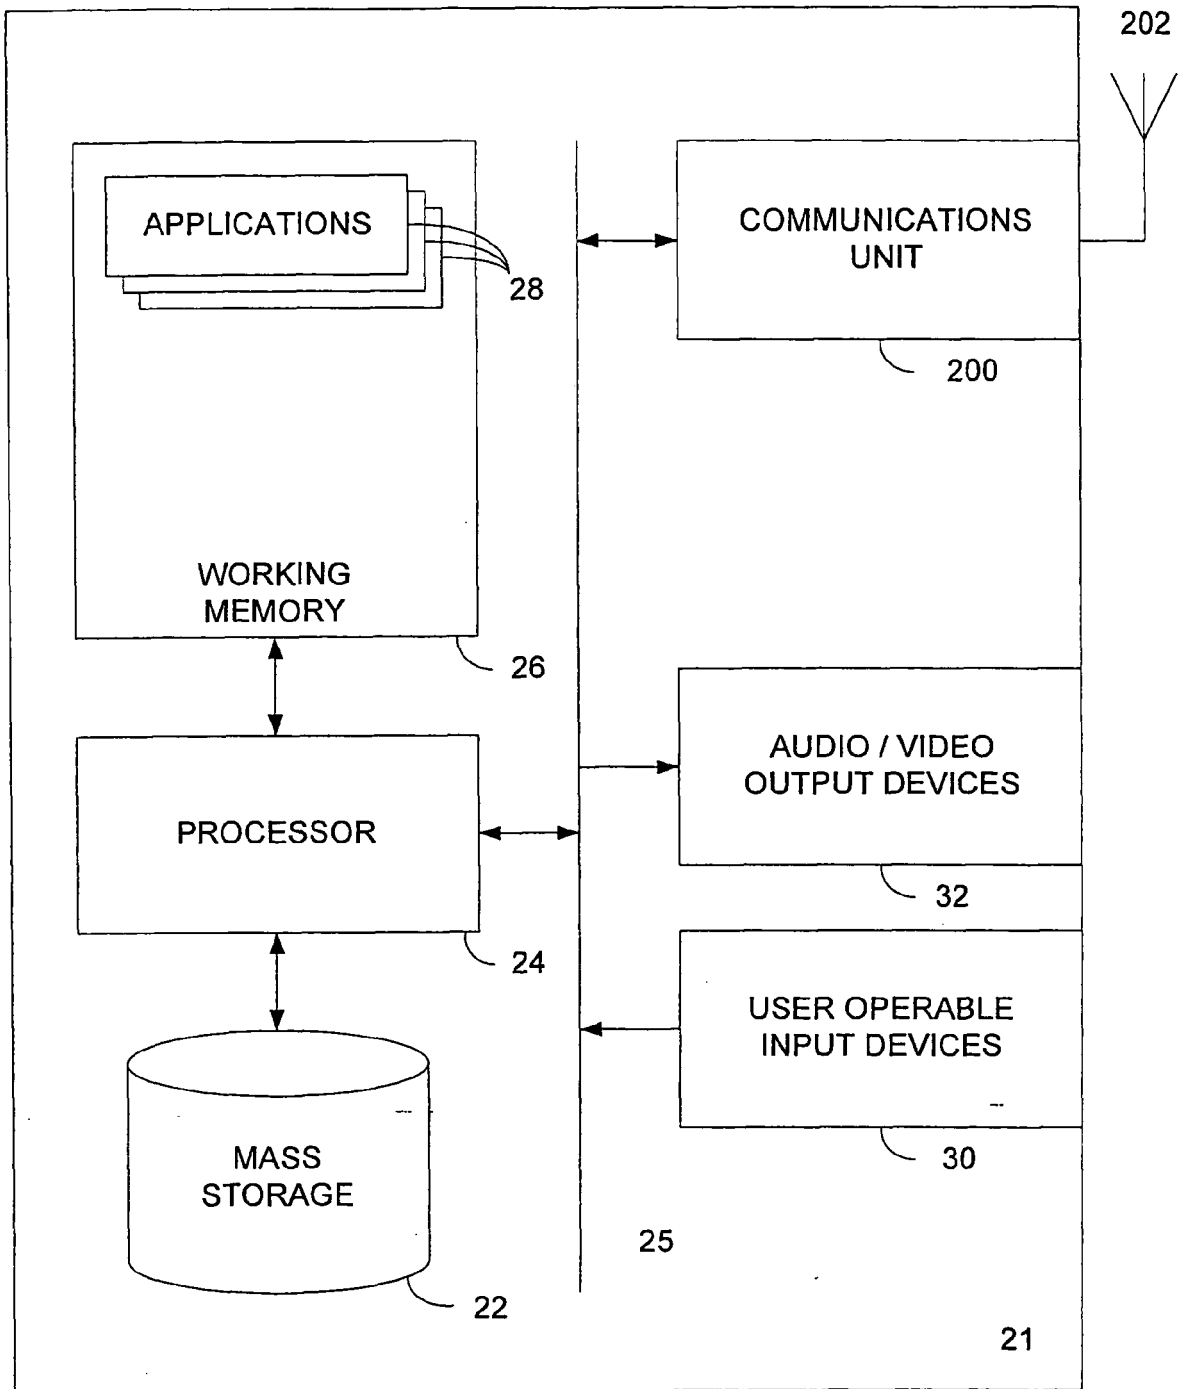 202
APPLICATIONS
28
COMMUNICATIONS
UNIT
200
WORKING
MEMORY
26
AUDIO / VIDEO
OUTPUT DEVICES
32
PROCESSOR
24
USER OPERABLE
INPUT DEVICES
30
MASS
STORAGE
22
25
21